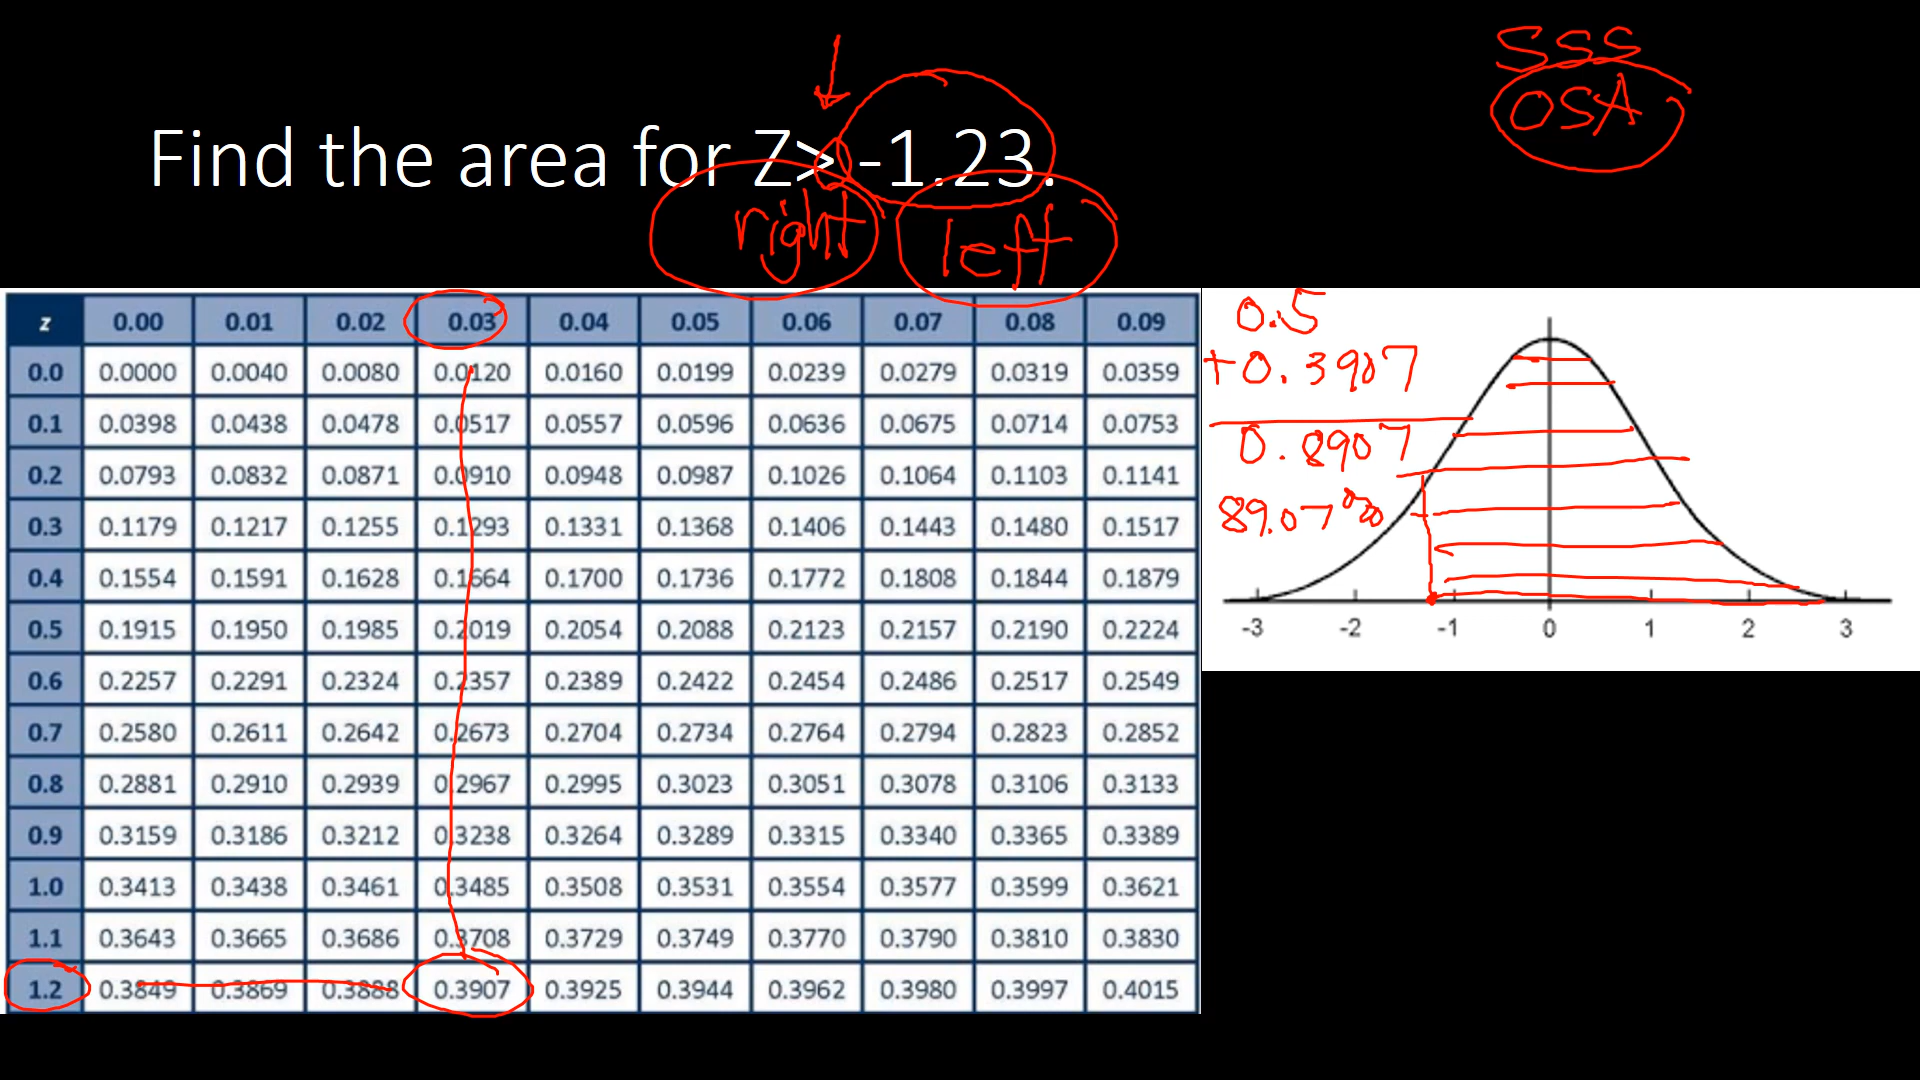 SSS
OSA
Find the area for Z> -1.23.
right left
z 0.00 0.01 0.02 0.03 0.04 0.05 0.06 0.07 0.08 0.09
0.0 0.0000 0.0040 0.0080 0.0120 0.0160 0.0199 0.0239 0.0279 0.0319 0.0359
0.1 0.0398 0.0438 0.0478 0.0517 0.0557 0.0596 0.0636 0.0675 0.0714 0.0753
0.2 0.0793 0.0832 0.0871 0.0910 0.0948 0.0987 0.1026 0.1064 0.1103 0.1141
0.3 0.1179 0.1217 0.1255 0.1293 0.1331 0.1368 0.1406 0.1443 0.1480 0.1517
0.4 0.1554 0.1591 0.1628 0.1664 0.1700 0.1736 0.1772 0.1808 0.1844 0.1879
0.5 0.1915 0.1950 0.1985 0.2019 0.2054 0.2088 0.2123 0.2157 0.2190 0.2224
0.6 0.2257 0.2291 0.2324 0.2357 0.2389 0.2422 0.2454 0.2486 0.2517 0.2549
0.7 0.2580 0.2611 0.2642 0.2673 0.2704 0.2734 0.2764 0.2794 0.2823 0.2852
0.8 0.2881 0.2910 0.2939 0.2967 0.2995 0.3023 0.3051 0.3078 0.3106 0.3133
0.9 0.3159 0.3186 0.3212 0.3238 0.3264 0.3289 0.3315 0.3340 0.3365 0.3389
1.0 0.3413 0.3438 0.3461 0.3485 0.3508 0.3531 0.3554 0.3577 0.3599 0.3621
1.1 0.3643 0.3665 0.3686 0.3708 0.3729 0.3749 0.3770 0.3790 0.3810 0.3830
1.2 0.3849 0.3869 0.3888 0.3907 0.3925 0.3944 0.3962 0.3980 0.3997 0.4015
0.5
+0.3907
0.8907
89.07%
-3 -2 -1 0 1 2 3